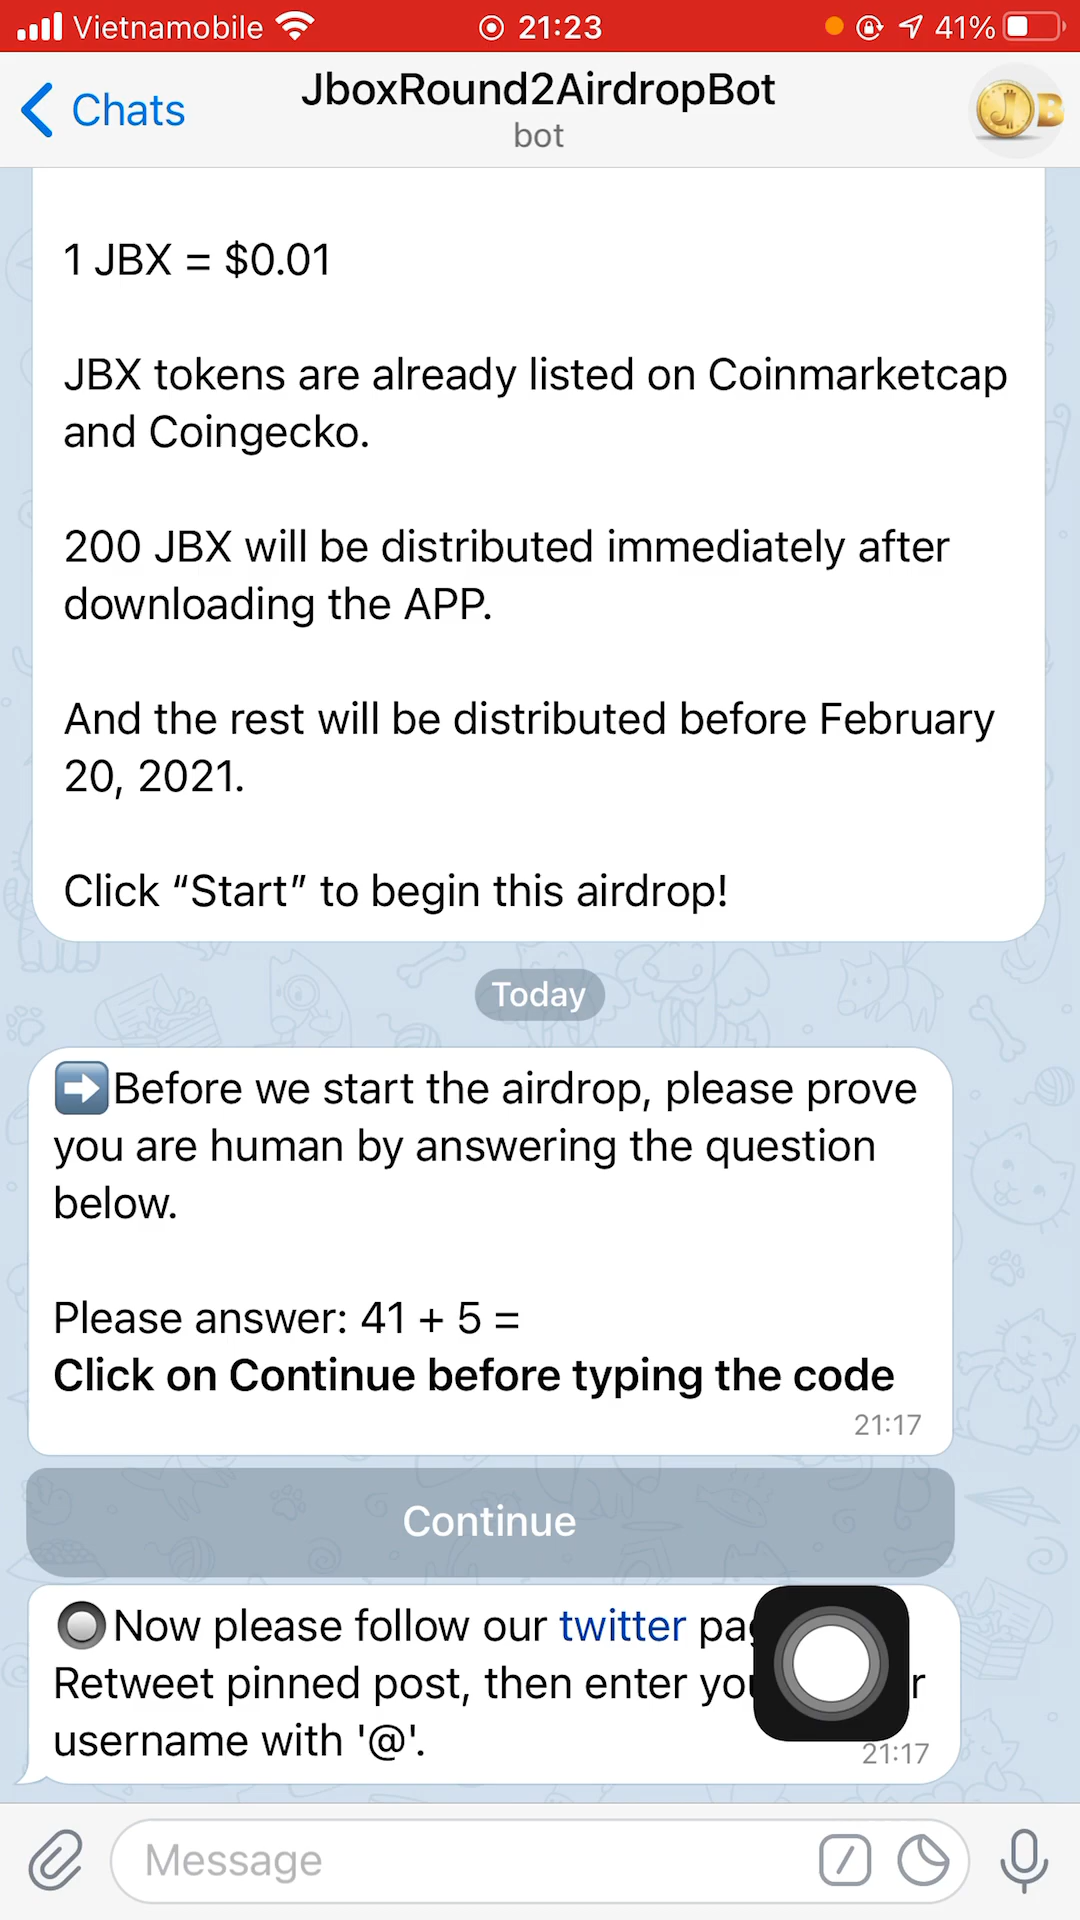 Vietnamobile 21:23 41%
Chats
JboxRound2AirdropBot
bot
1 JBX = $0.01
JBX tokens are already listed on Coinmarketcap
and Coingecko.
200 JBX will be distributed immediately after
downloading the APP.
And the rest will be distributed before February
20, 2021.
Click “Start” to begin this airdrop!
Today
➡️Before we start the airdrop, please prove
you are human by answering the question
below.
Please answer: 41 + 5 =
Click on Continue before typing the code
21:17
Continue
🔘Now please follow our twitter
Retweet pinned post, then enter
username with '@'.
21:17
Message